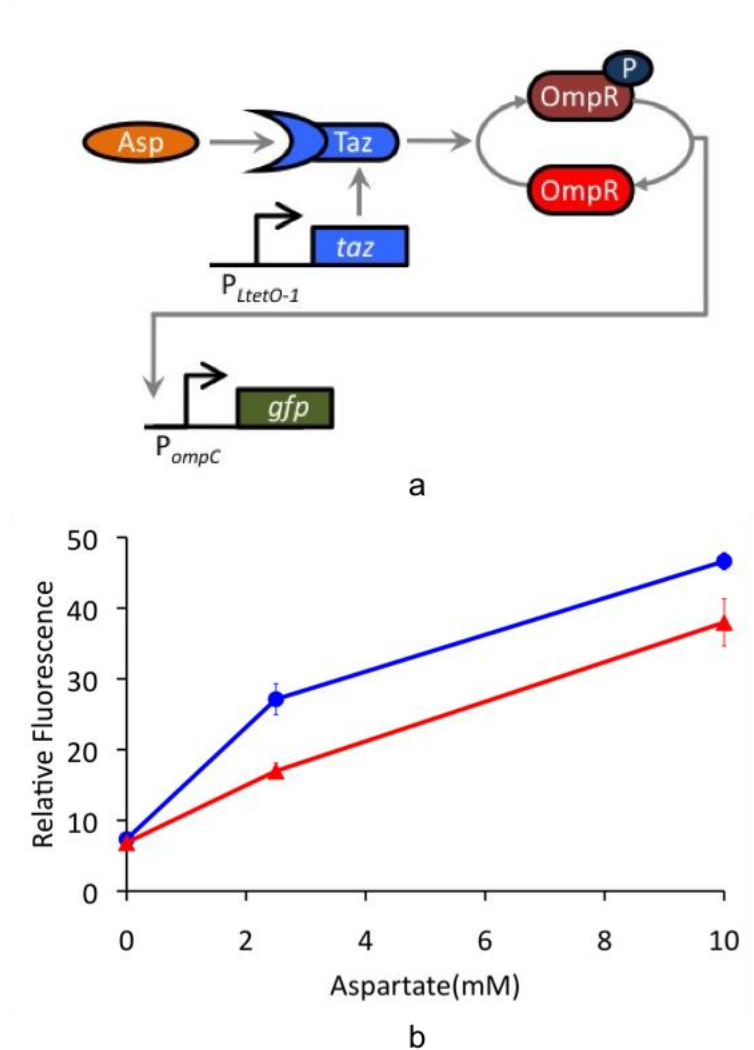 P
OmpR
Asp
Taz
OmpR
taz
PLtetO-1
gfp
PompC
a
50
40
30
20
10
0
Relative Fluorescence
0 2 4 6 8 10
Aspartate(mM)
b